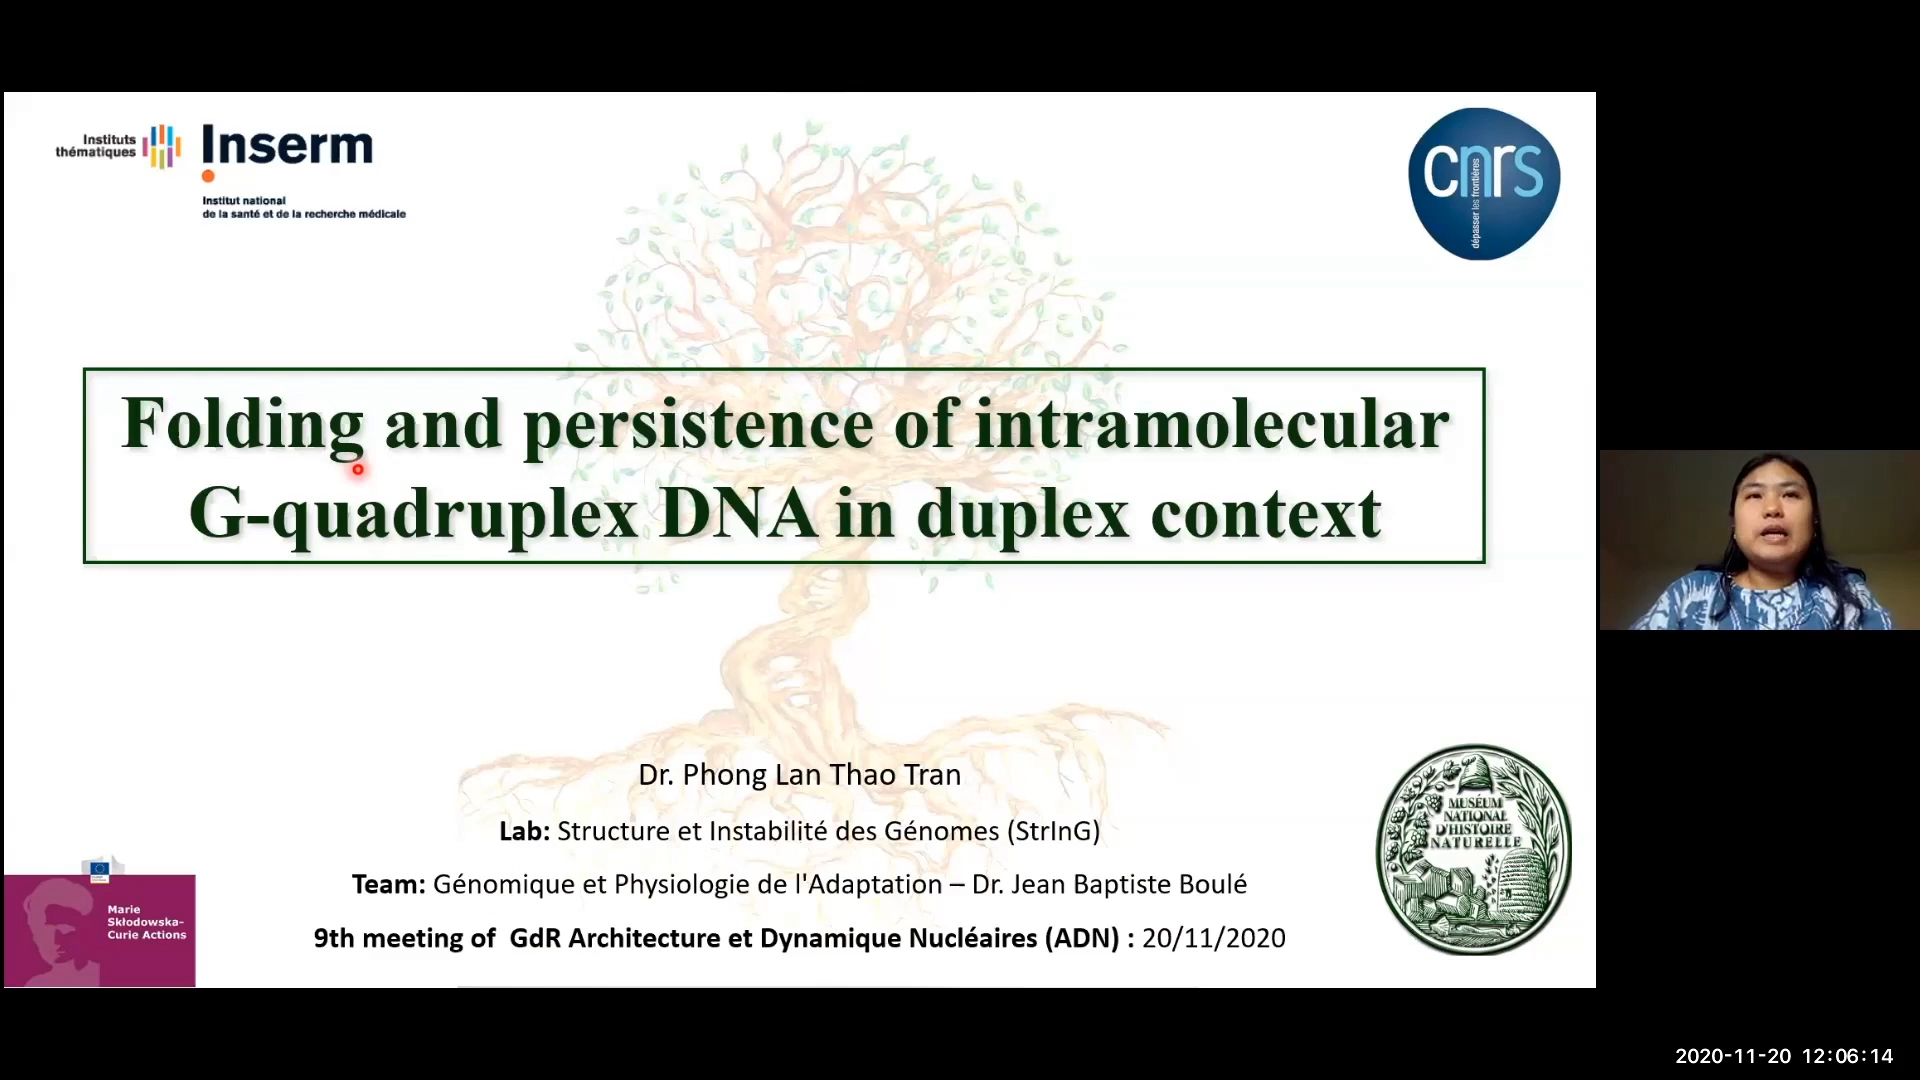 Instituts
thématiques
Inserm
Institut national
de la santé et de la recherche médicale
cnrs
dépasser les frontières
Folding and persistence of intramolecular
G-quadruplex DNA in duplex context
Dr. Phong Lan Thao Tran
Lab: Structure et Instabilité des Génomes (StrInG)
Team: Génomique et Physiologie de l'Adaptation – Dr. Jean Baptiste Boulé
9th meeting of GdR Architecture et Dynamique Nucléaires (ADN) : 20/11/2020
MUSÉUM
NATIONAL
D'HISTOIRE
NATURELLE
Marie
Skłodowska-
Curie Actions
2020-11-20 12:06:14